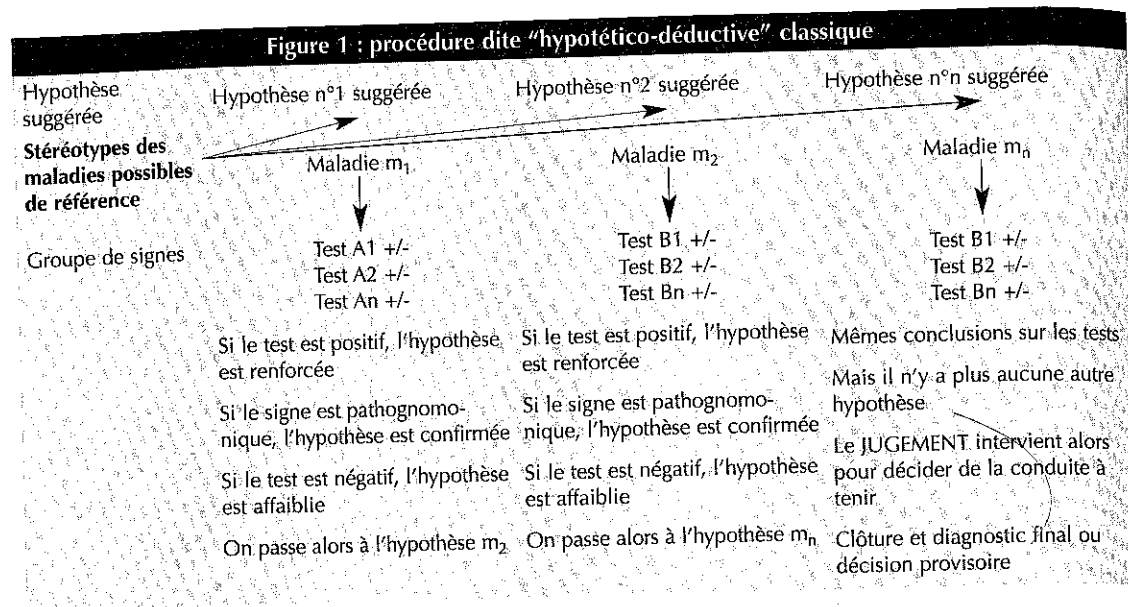 Figure 1 : procédure dite "hypotético-déductive" classique
Hypothèse
suggérée
Hypothèse n°1 suggérée
Hypothèse n°2 suggérée
Hypothèse n°n suggérée
Stéréotypes des
maladies possibles
de référence
Maladie m1
Maladie m2
Maladie mn
Groupe de signes
Test A1 +/-
Test A2 +/-
Test An +/-
Test B1 +/-
Test B2 +/-
Test Bn +/-
Test B1 +/-
Test B2 +/-
Test Bn +/-
Si le test est positif, l'hypothèse
est renforcée
Si le signe est pathognomo-
nique, l'hypothèse est confirmée
Si le test est négatif, l'hypothèse
est affaiblie
On passe alors à l'hypothèse m2
Si le test est positif, l'hypothèse
est renforcée
Si le signe est pathognomo-
nique, l'hypothèse est confirmée
Si le test est négatif, l'hypothèse
est affaiblie
On passe alors à l'hypothèse mn
Mêmes conclusions sur les tests
Mais il n'y a plus aucune autre
hypothèse
Le JUGEMENT intervient alors
pour décider de la conduite à
tenir
Clôture et diagnostic final ou
décision provisoire